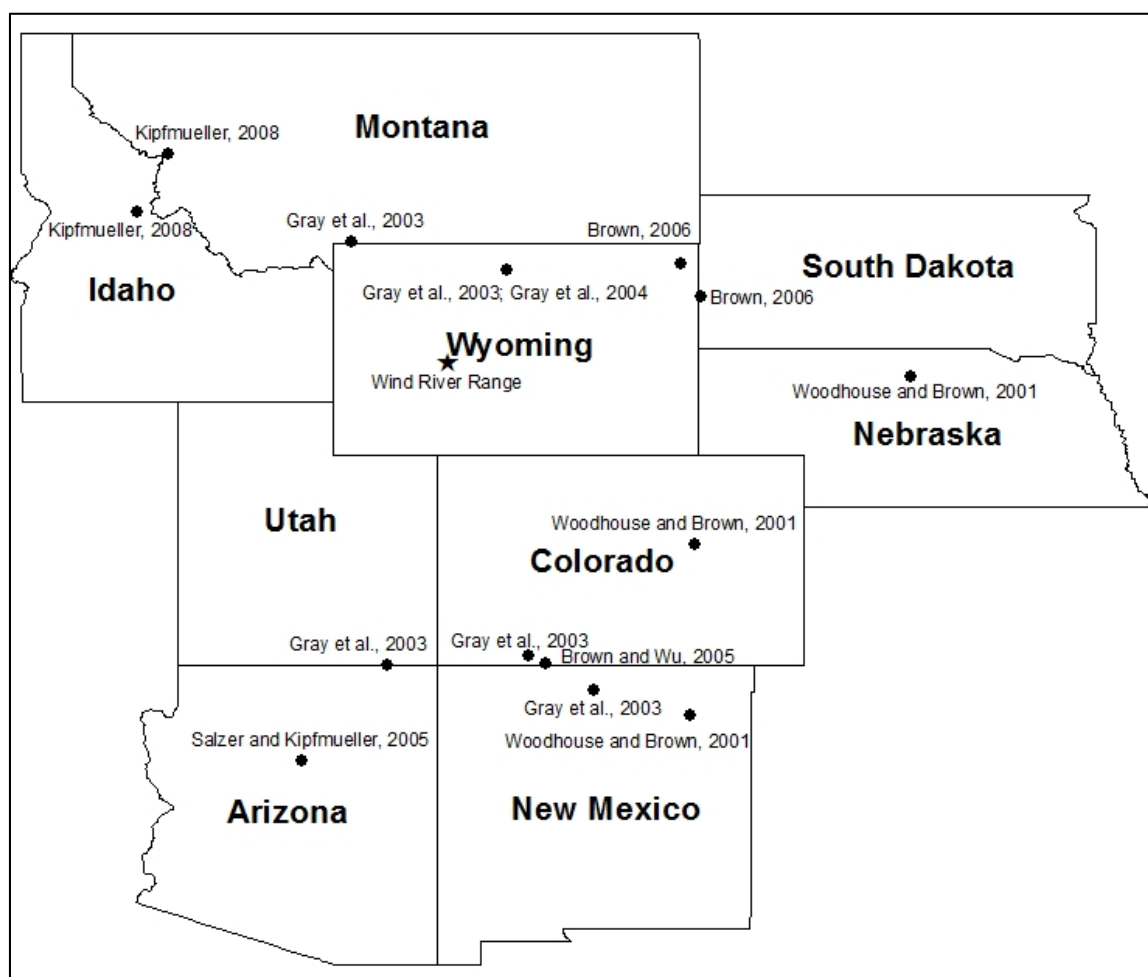 Montana
Kipfmueller, 2008
Kipfmueller, 2008
Gray et al., 2003
Brown, 2006
South Dakota
Idaho
Gray et al., 2003; Gray et al., 2004
Brown, 2006
Wyoming
Wind River Range
Woodhouse and Brown, 2001
Nebraska
Utah
Woodhouse and Brown, 2001
Colorado
Gray et al., 2003
Gray et al., 2003
Brown and Wu, 2005
Gray et al., 2003
Salzer and Kipfmueller, 2005
Woodhouse and Brown, 2001
Arizona
New Mexico